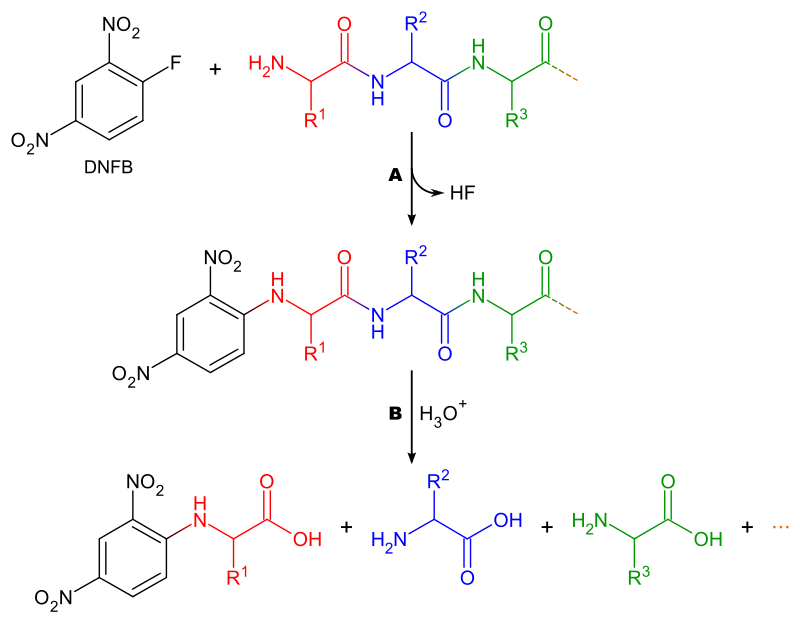 NO₂
F
O₂N
DNFB
+
H₂N
O
R¹
N
H
R²
O
H
N
R³
O
A
HF
NO₂
O₂N
H
N
O
R¹
N
H
R²
O
H
N
R³
O
B
H₃O⁺
NO₂
O₂N
H
N
O
OH
R¹
+
R²
H₂N
OH
O
+
H₂N
O
OH
R³
+
...